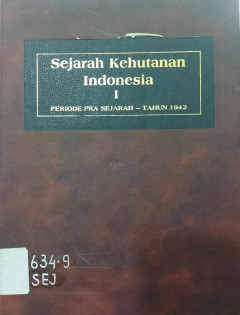 Sejarah Kehutanan
Indonesia
I
PERIODE PRA SEJARAH – TAHUN 1942
634.9
SEJ